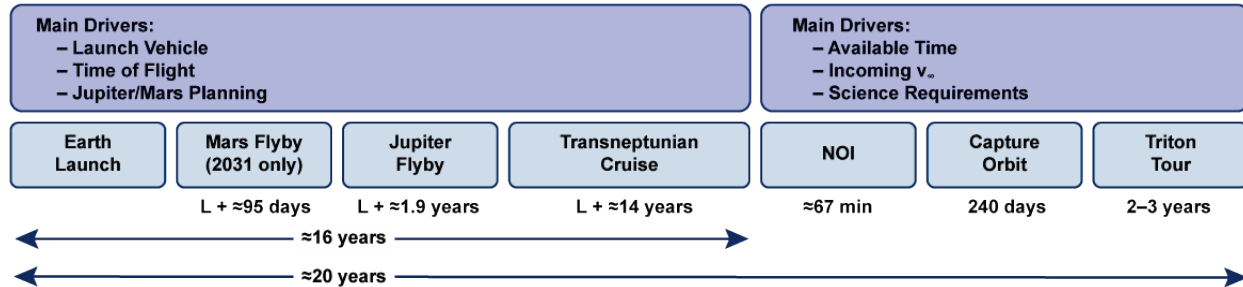 Main Drivers:
– Launch Vehicle
– Time of Flight
– Jupiter/Mars Planning
Main Drivers:
– Available Time
– Incoming v∞
– Science Requirements
Earth
Launch
Mars Flyby
(2031 only)
Jupiter
Flyby
Transneptunian
Cruise
NOI
Capture
Orbit
Triton
Tour
L + ≈95 days
L + ≈1.9 years
L + ≈14 years
≈67 min
240 days
2–3 years
≈16 years
≈20 years